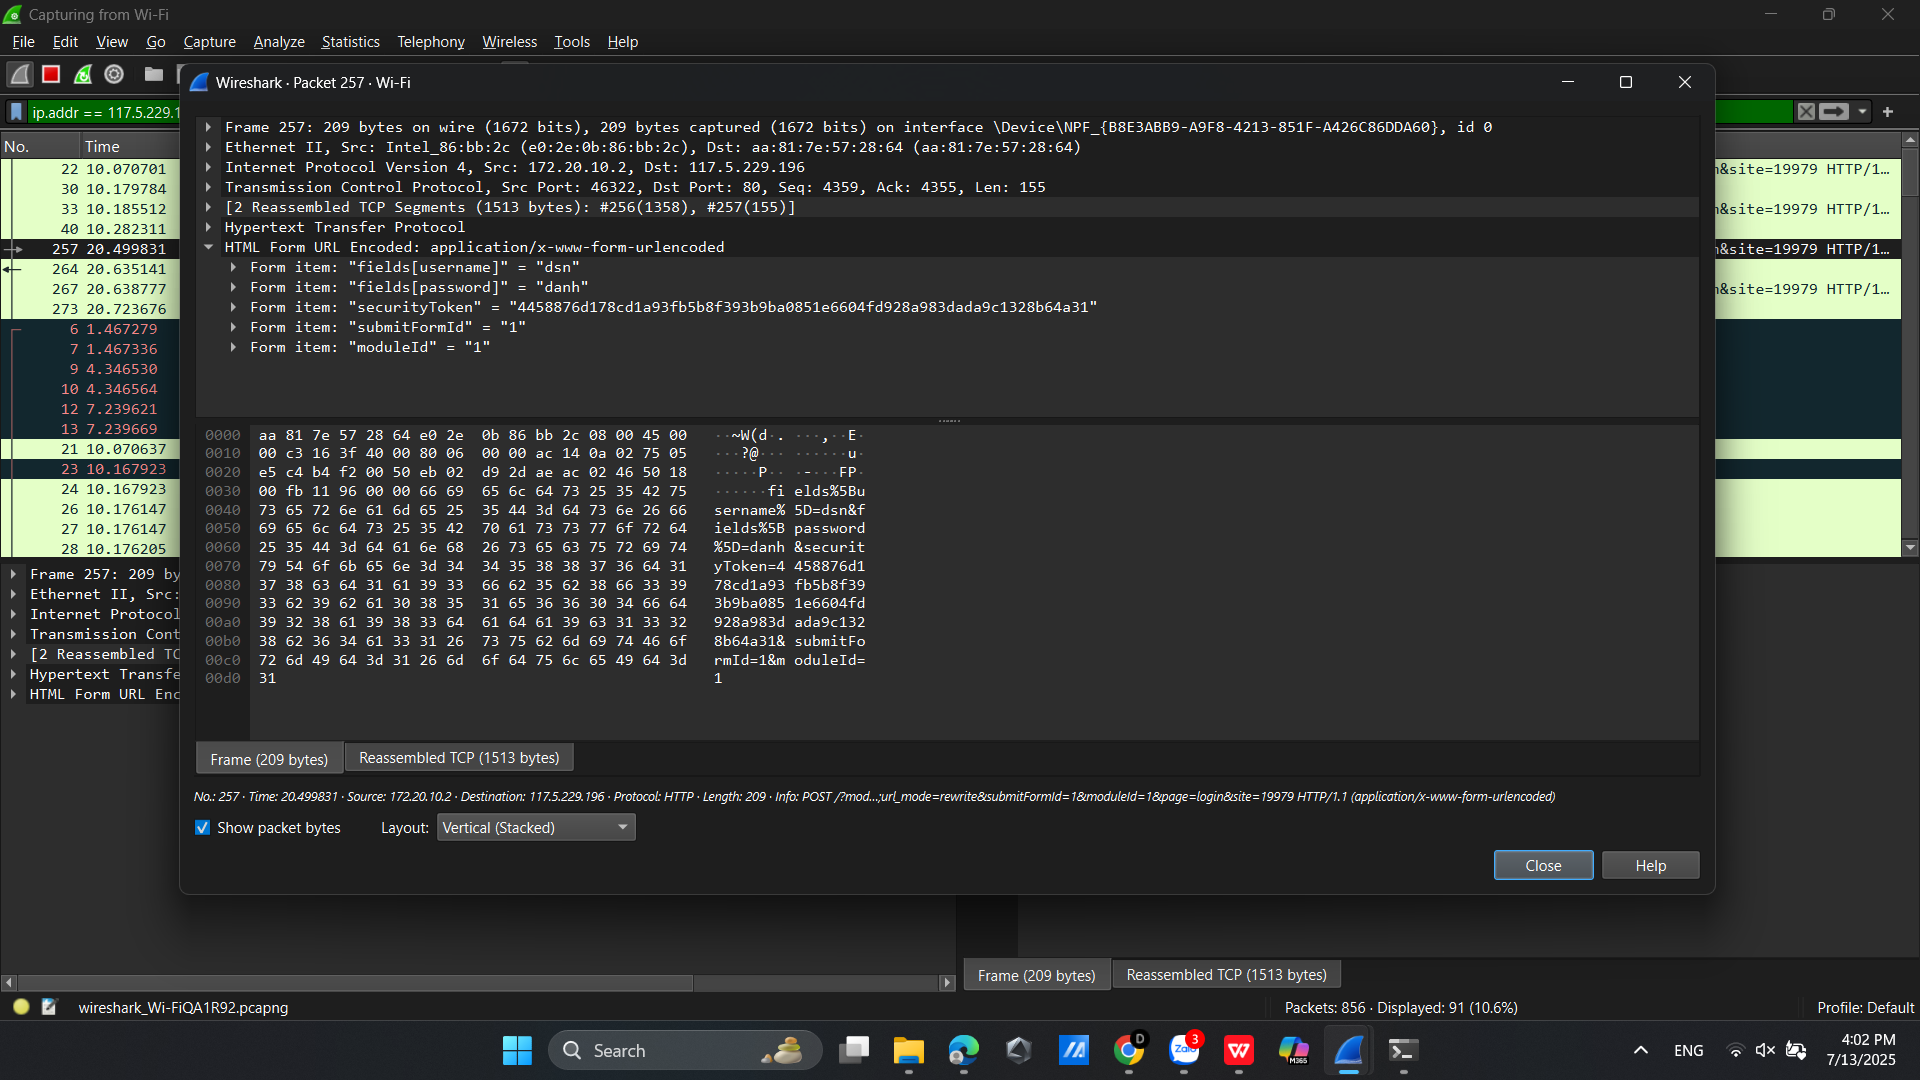 Capturing from Wi-Fi
File Edit View Go Capture Analyze Statistics Telephony Wireless Tools Help
Wireshark · Packet 257 · Wi-Fi
ip.addr == 117.5.229.1
Frame 257: 209 bytes on wire (1672 bits), 209 bytes captured (1672 bits) on interface \Device\NPF_{B8E3ABB9-A9F8-4213-851F-A426C86DDA60}, id 0
Ethernet II, Src: Intel_86:bb:2c (e0:2e:0b:86:bb:2c), Dst: aa:81:7e:57:28:64 (aa:81:7e:57:28:64)
Internet Protocol Version 4, Src: 172.20.10.2, Dst: 117.5.229.196
Transmission Control Protocol, Src Port: 46322, Dst Port: 80, Seq: 4359, Ack: 4355, Len: 155
[2 Reassembled TCP Segments (1513 bytes): #256(1358), #257(155)]
Hypertext Transfer Protocol
HTML Form URL Encoded: application/x-www-form-urlencoded
Form item: "fields[username]" = "dsn"
Form item: "fields[password]" = "danh"
Form item: "securityToken" = "4458876d178cd1a93fb5b8f393b9ba0851e6604fd928a983dada9c1328b64a31"
Form item: "submitFormId" = "1"
Form item: "moduleId" = "1"
No. Time
22 10.070701
30 10.179784
33 10.185512
40 10.282311
257 20.499831
264 20.635141
267 20.638777
273 20.723676
6 1.467279
7 1.467336
9 4.346530
10 4.346564
12 7.239621
13 7.239669
21 10.070637
23 10.167923
24 10.167923
26 10.176147
27 10.176147
28 10.176205
&site=19979 HTTP/1…
&site=19979 HTTP/1…
&site=19979 HTTP/1…
&site=19979 HTTP/1…
0000 aa 81 7e 57 28 64 e0 2e 0b 86 bb 2c 08 00 45 00 ··~W(d·. ···,··E·
0010 00 c3 16 3f 40 00 80 06 00 00 ac 14 0a 02 75 05 ···?@··· ······u·
0020 e5 c4 b4 f2 00 50 eb 02 d9 2d ae ac 02 46 50 18 ·····P·· ·-···FP·
0030 00 fb 11 96 00 00 66 69 65 6c 64 73 25 35 42 75 ······fi elds%5Bu
0040 73 65 72 6e 61 6d 65 25 35 44 3d 64 73 6e 26 66 sername% 5D=dsn&f
0050 69 65 6c 64 73 25 35 42 70 61 73 73 77 6f 72 64 ields%5B password
0060 25 35 44 3d 64 61 6e 68 26 73 65 63 75 72 69 74 %5D=danh &securit
0070 79 54 6f 6b 65 6e 3d 34 34 35 38 38 37 36 64 31 yToken=4 458876d1
0080 37 38 63 64 31 61 39 33 66 62 35 62 38 66 33 39 78cd1a93 fb5b8f39
0090 33 62 39 62 61 30 38 35 31 65 36 36 30 34 66 64 3b9ba085 1e6604fd
00a0 39 32 38 61 39 38 33 64 61 64 61 39 63 31 33 32 928a983d ada9c132
00b0 38 62 36 34 61 33 31 26 73 75 62 6d 69 74 46 6f 8b64a31& submitFo
00c0 72 6d 49 64 3d 31 26 6d 6f 64 75 6c 65 49 64 3d rmId=1&m oduleId=
00d0 31 1
Frame 257: 209 by
Ethernet II, Src:
Internet Protocol
Transmission Cont
[2 Reassembled TC
Hypertext Transfe
HTML Form URL Enc
Frame (209 bytes) Reassembled TCP (1513 bytes)
No.: 257 · Time: 20.499831 · Source: 172.20.10.2 · Destination: 117.5.229.196 · Protocol: HTTP · Length: 209 · Info: POST /?mod…;url_mode=rewrite&submitFormId=1&moduleId=1&page=login&site=19979 HTTP/1.1 (application/x-www-form-urlencoded)
Show packet bytes Layout: Vertical (Stacked)
Close Help
Frame (209 bytes) Reassembled TCP (1513 bytes)
wireshark_Wi-FiQA1R92.pcapng Packets: 856 · Displayed: 91 (10.6%) Profile: Default
Search
D
Zalo
3
W
M365
ENG
4:02 PM
7/13/2025